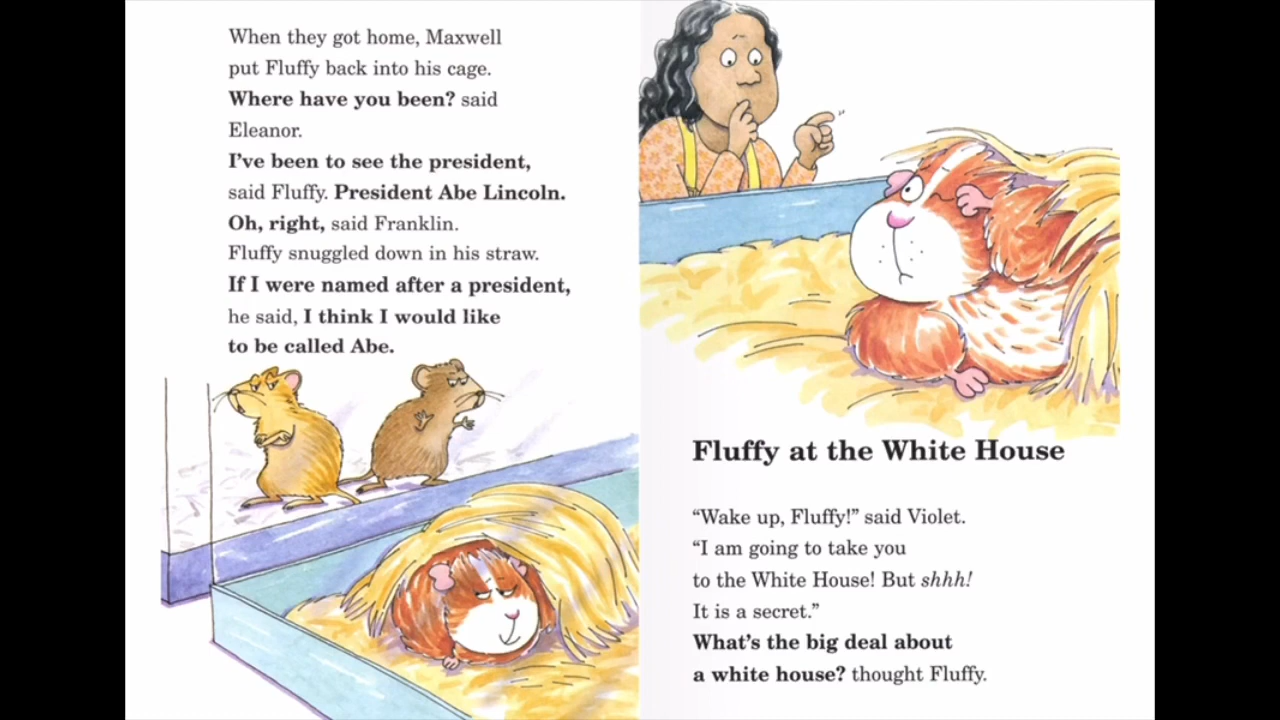 When they got home, Maxwell
put Fluffy back into his cage.
Where have you been? said
Eleanor.
I’ve been to see the president,
said Fluffy. President Abe Lincoln.
Oh, right, said Franklin.
Fluffy snuggled down in his straw.
If I were named after a president,
he said, I think I would like
to be called Abe.
Fluffy at the White House
“Wake up, Fluffy!” said Violet.
“I am going to take you
to the White House! But shhh!
It is a secret.”
What’s the big deal about
a white house? thought Fluffy.